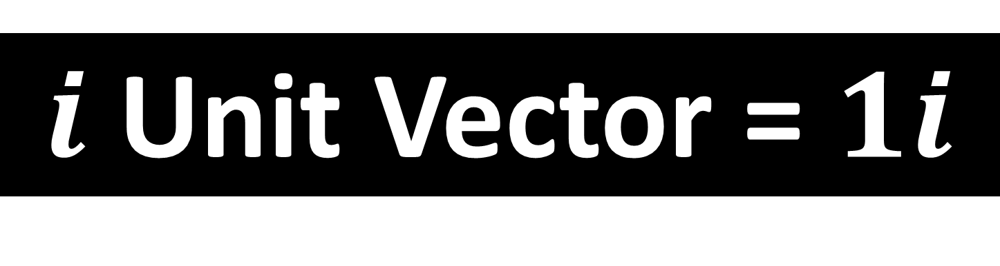 i Unit Vector = 1i